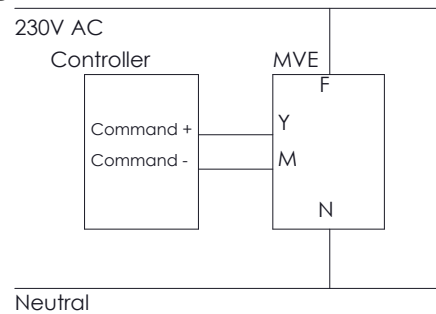 230V AC
Controller
MVE
F
Command +
Y
Command -
M
N
Neutral